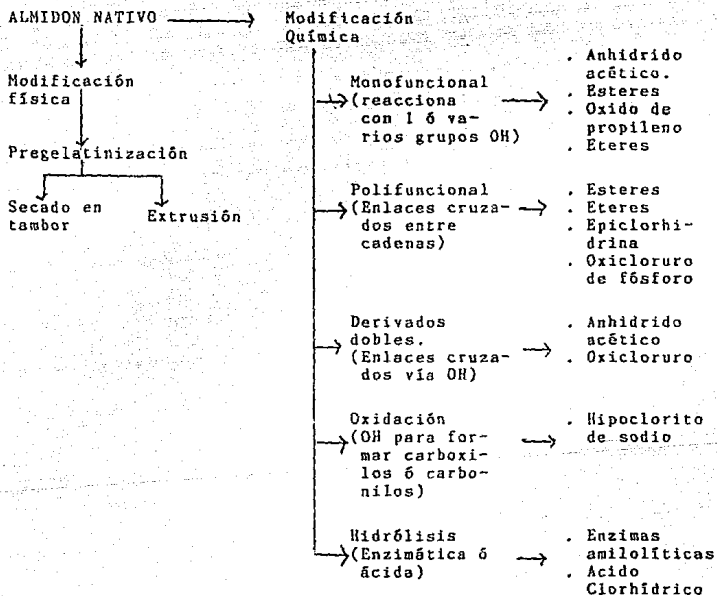 ALMIDON NATIVO
Modificación
física
Pregelatinización
Secado en
tambor
Extrusión
Modificación
Química
Monofuncional
(reacciona
con 1 ó va-
rios grupos OH)
. Anhidrido
acético.
. Esteres
. Oxido de
propileno
. Eteres
Polifuncional
(Enlaces cruza-
dos entre
cadenas)
. Esteres
. Eteres
. Epiclorhi-
drina
. Oxicloruro
de fósforo
Derivados
dobles.
(Enlaces cruza-
dos vía OH)
. Anhidrido
acético
. Oxicloruro
Oxidación
(OH para for-
mar carboxi-
los ó carbo-
nilos)
. Hipoclorito
de sodio
Hidrólisis
(Enzimática ó
ácida)
. Enzimas
amilolíticas
. Acido
Clorhídrico